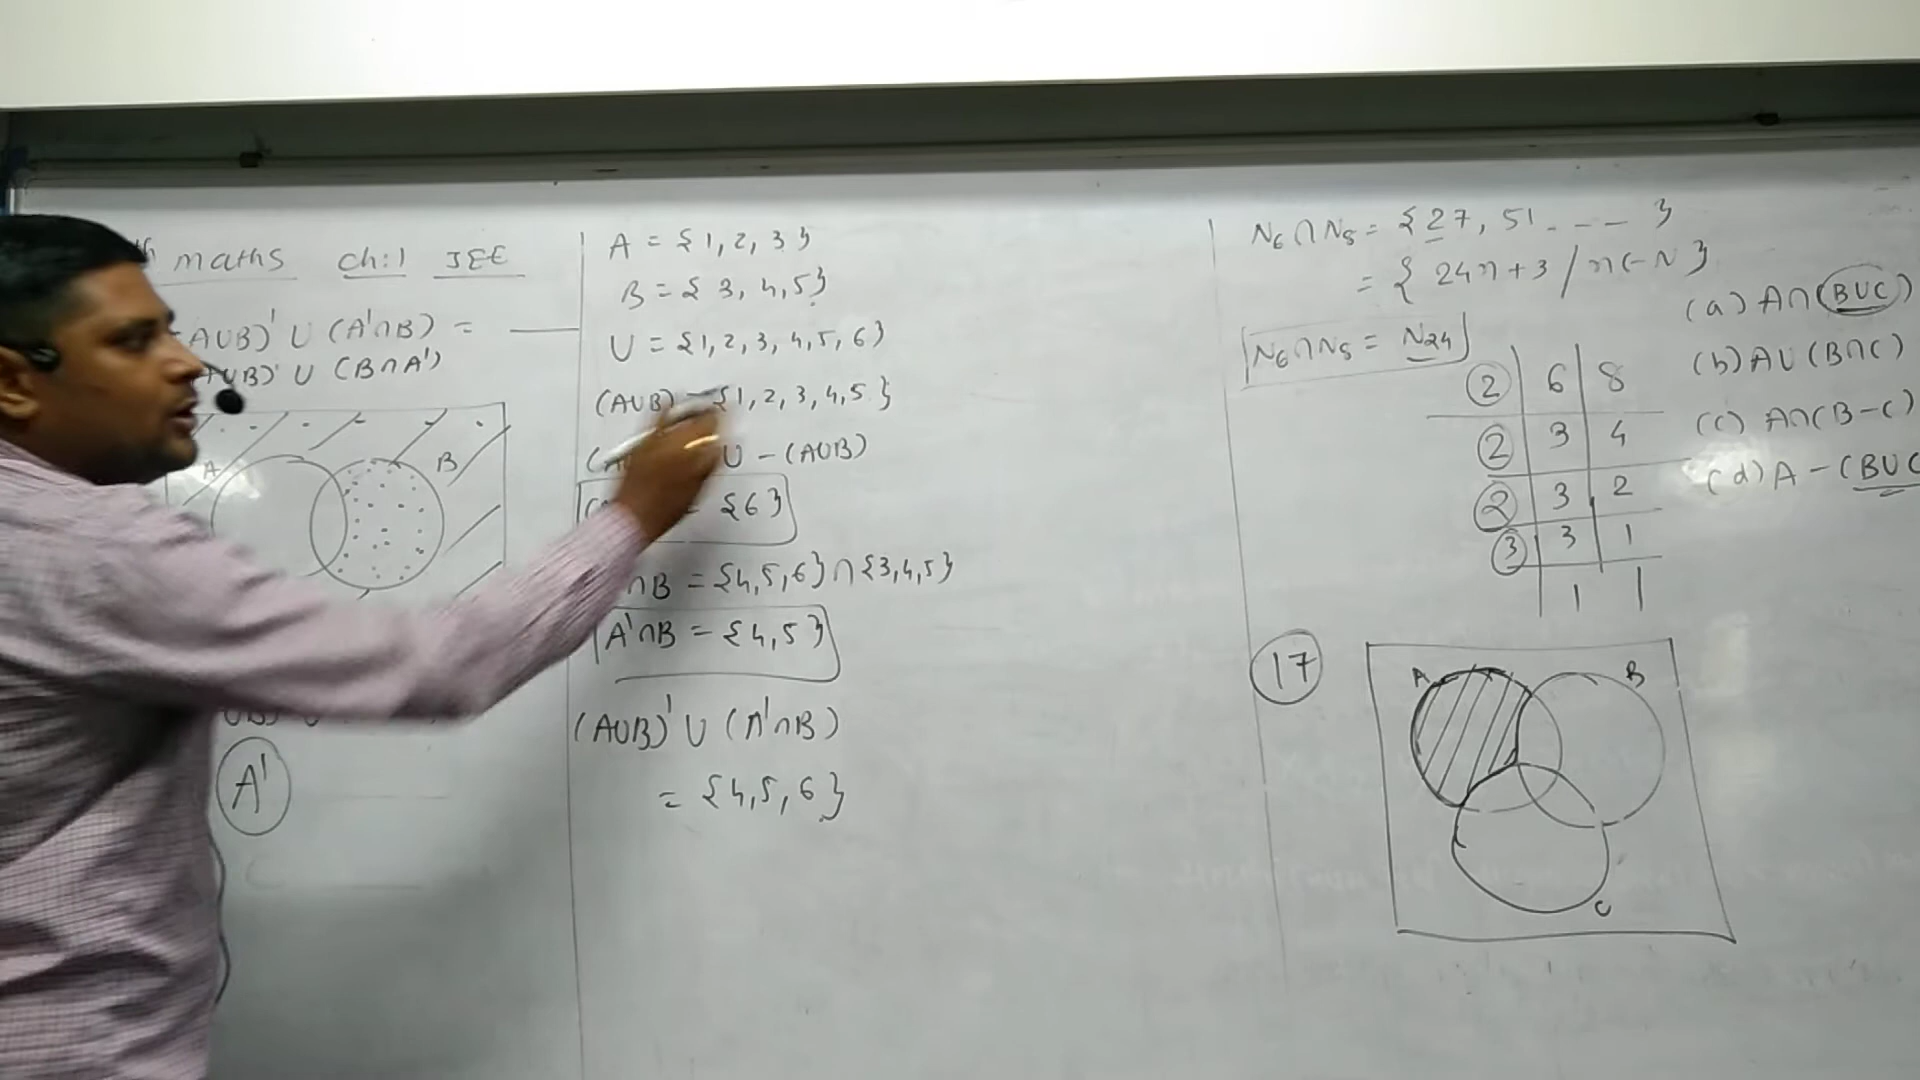 maths ch:1 JEE
AUB)' U (A'∩B) = ____
UB)' U (B∩A')
A B
A'
A = {1, 2, 3}
B = {3, 4, 5}
U = {1, 2, 3, 4, 5, 6}
(AUB) = {1, 2, 3, 4, 5}
U - (AUB)
= {6}
∩B = {4, 5, 6} ∩ {3, 4, 5}
A'∩B = {4, 5}
(AUB)' U (A'∩B)
= {4, 5, 6}
N6∩N8 = {27, 51 . - - - }
= { 24n+3 / n∈N }
N6∩N8 = N24
2 6 8
2 3 4
2 3 2
3 3 1
1 1
(a) A∩(BUC)
(b) AU(B∩C)
(c) A∩(B-C)
(d) A-(BUC
17
A B
C